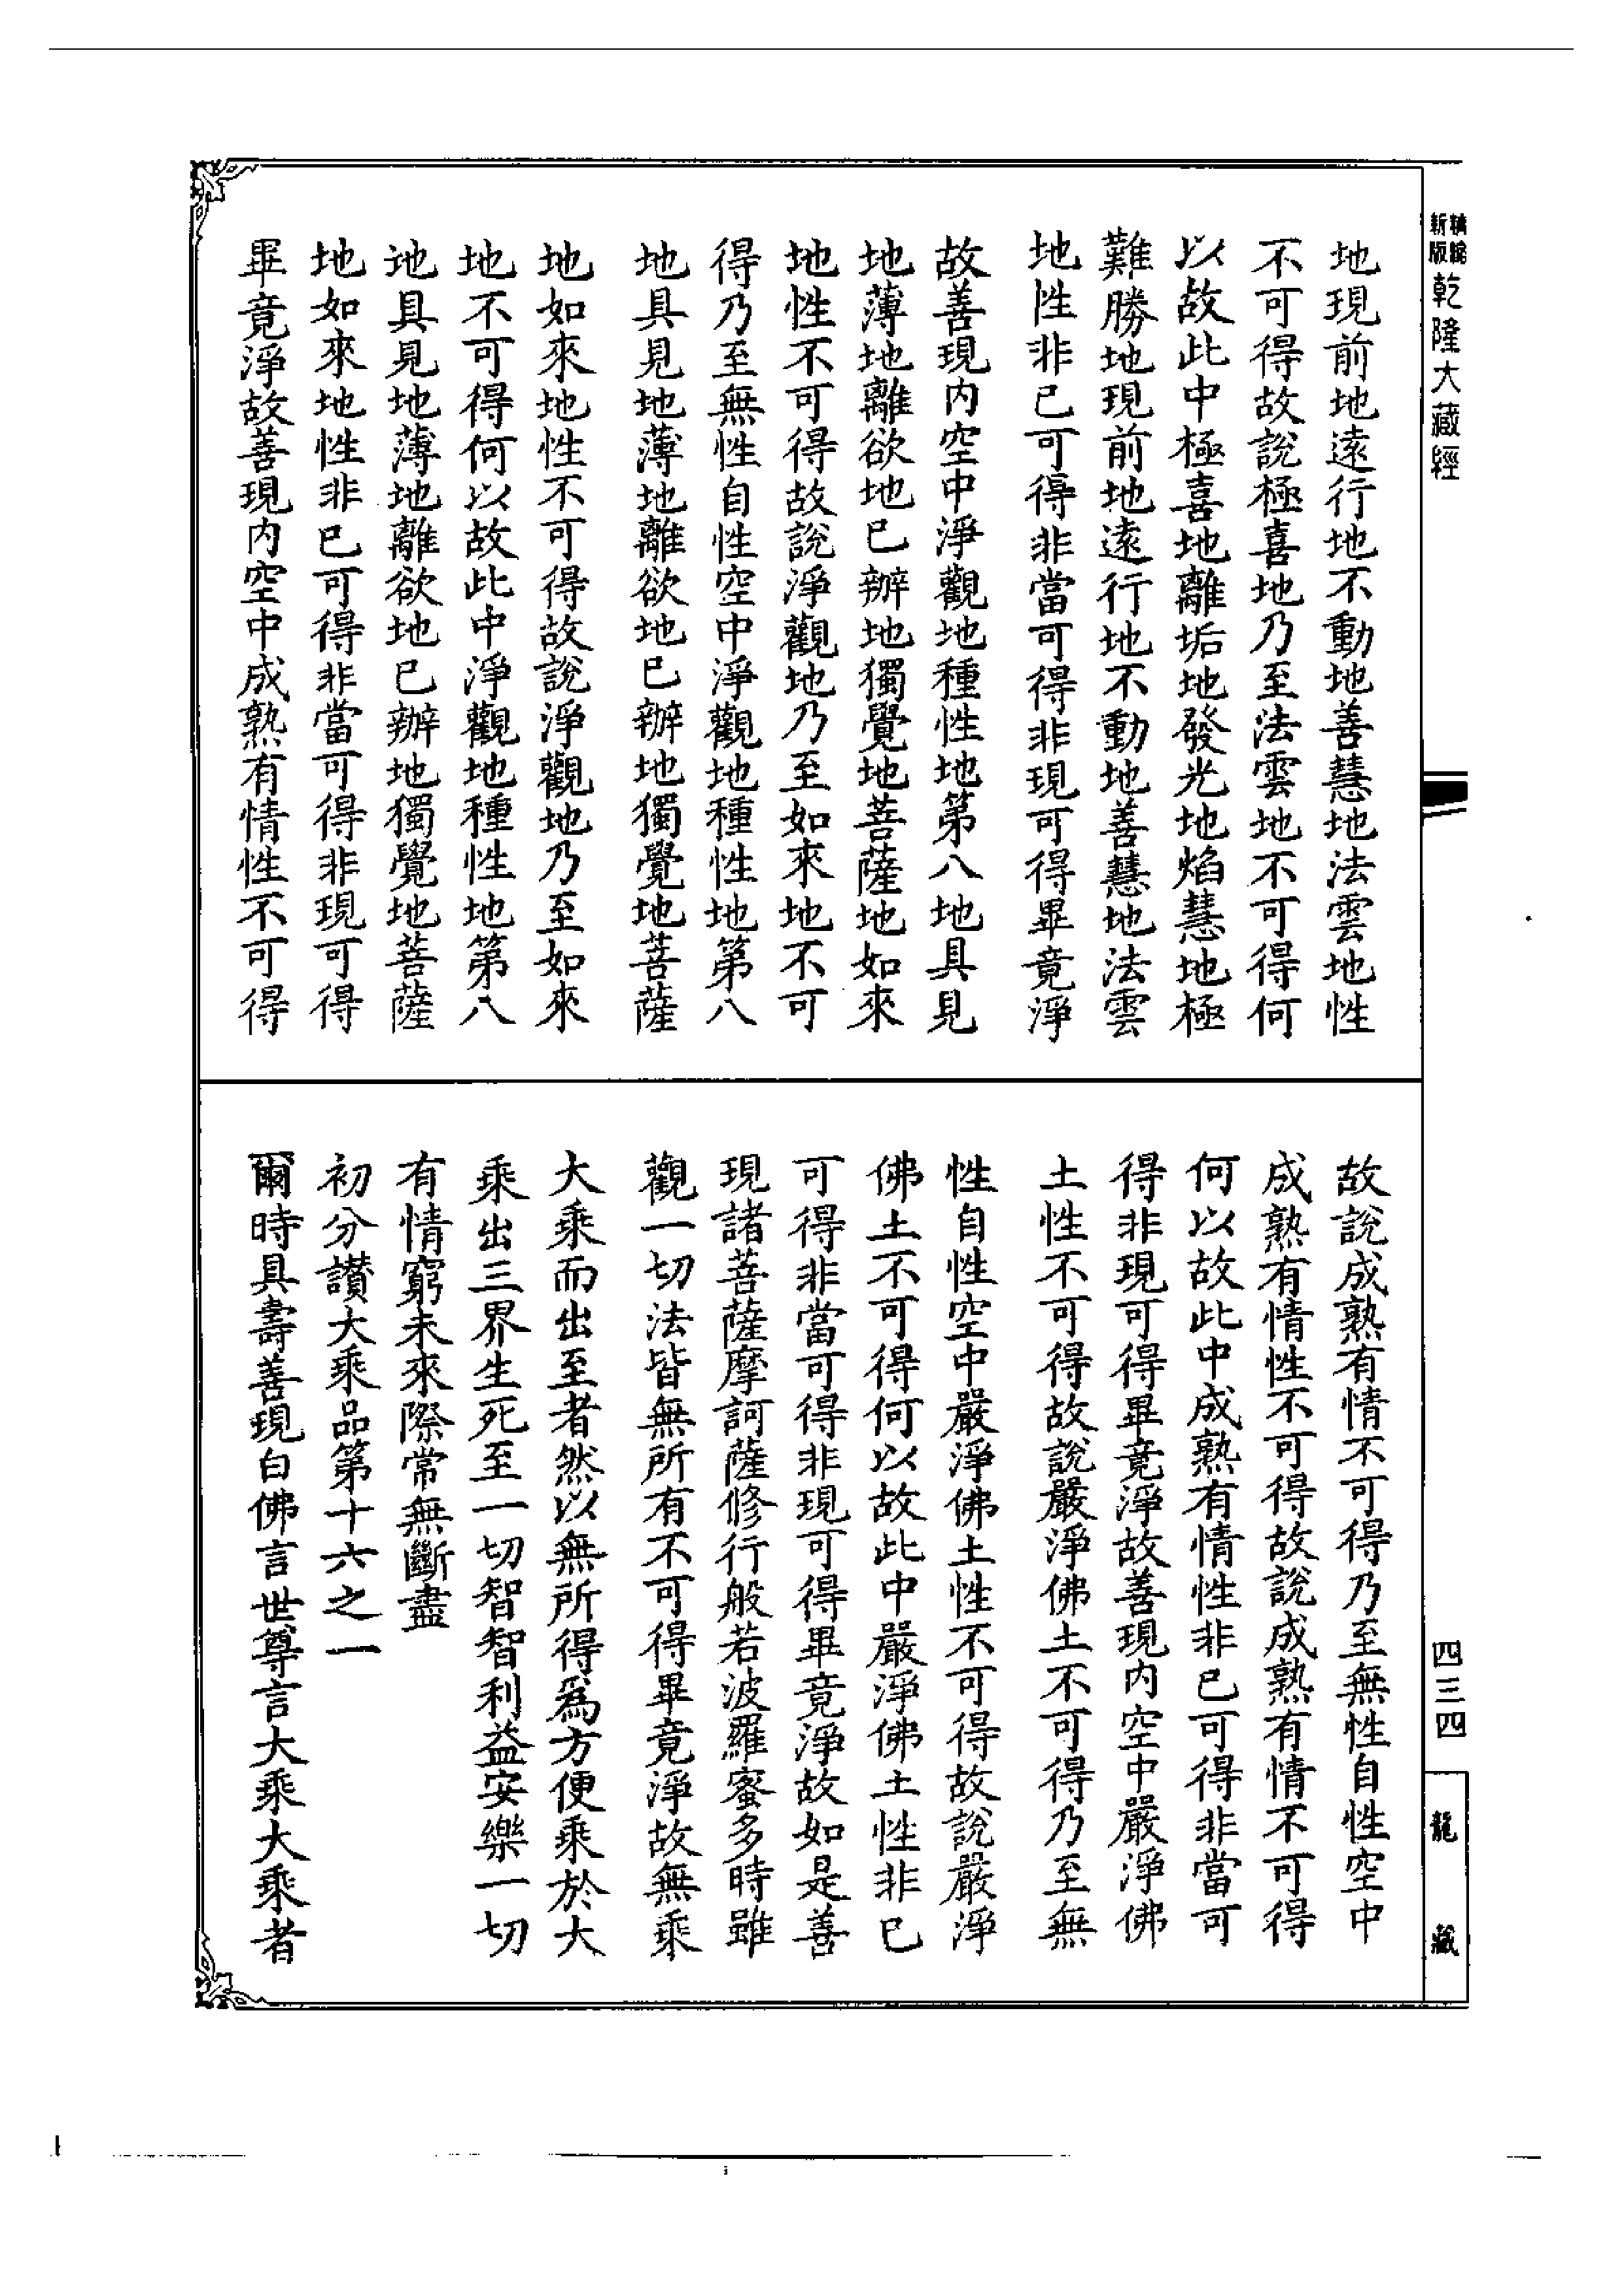 地現前地遠行地不動地善慧地法雲地性
不可得故說極喜地乃至法雲地不可得何
以故此中極喜地離垢地發光地焰慧地極
難勝地現前地遠行地不動地善慧地法雲
地性非已可得非當可得非現可得畢竟淨
故善現內空中淨觀地種性地第八地具見
地薄地離欲地已辦地獨覺地菩薩地如來
地性不可得故說淨觀地乃至如來地不可
得乃至無性自性空中淨觀地種性地第八
地具見地薄地離欲地已辦地獨覺地菩薩
地如來地性不可得故說淨觀地乃至如來
地不可得何以故此中淨觀地種性地第八
地具見地薄地離欲地已辦地獨覺地菩薩
地如來地性非已可得非當可得非現可得
畢竟淨故善現內空中成熟有情性不可得
故說成熟有情不可得乃至無性自性空中
成熟有情性不可得故說成熟有情不可得
何以故此中成熟有情性非已可得非當可
得非現可得畢竟淨故善現內空中嚴淨佛
土性不可得故說嚴淨佛土不可得乃至無
性自性空中嚴淨佛土性不可得故說嚴淨
佛土不可得何以故此中嚴淨佛土性非已
可得非當可得非現可得畢竟淨故如是善
現諸菩薩摩訶薩修行般若波羅蜜多時雖
觀一切法皆無所有不可得畢竟淨故無乘
大乘而出至者然以無所得為方便乘於大
乘出三界生死至一切智智利益安樂一切
有情窮未來際常無斷盡
初分讚大乘品第十六之一
爾時具壽善現白佛言世尊言大乘大乘者
新版
精縮
乾隆大藏經
四三四
龍藏